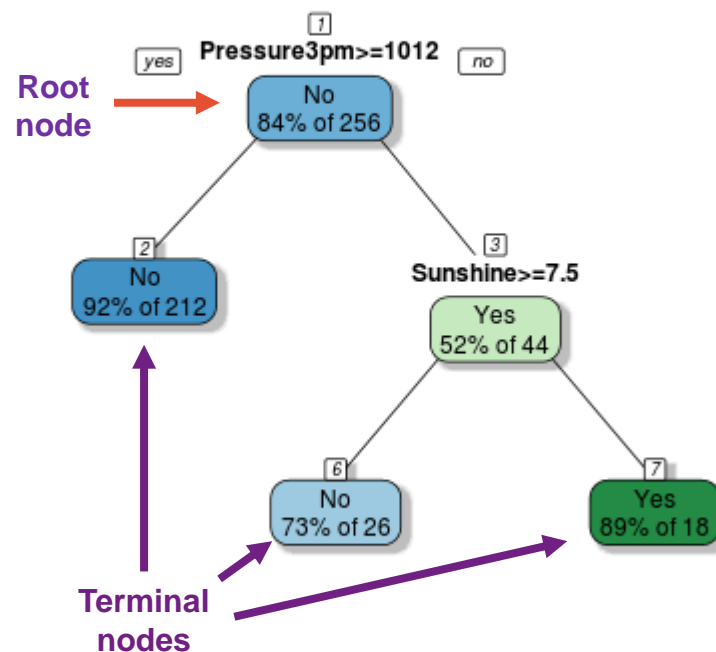 1
Pressure3pm>=1012
yes
no
Root
node
No
84% of 256
2
No
92% of 212
3
Sunshine>=7.5
Yes
52% of 44
6
No
73% of 26
7
Yes
89% of 18
Terminal
nodes